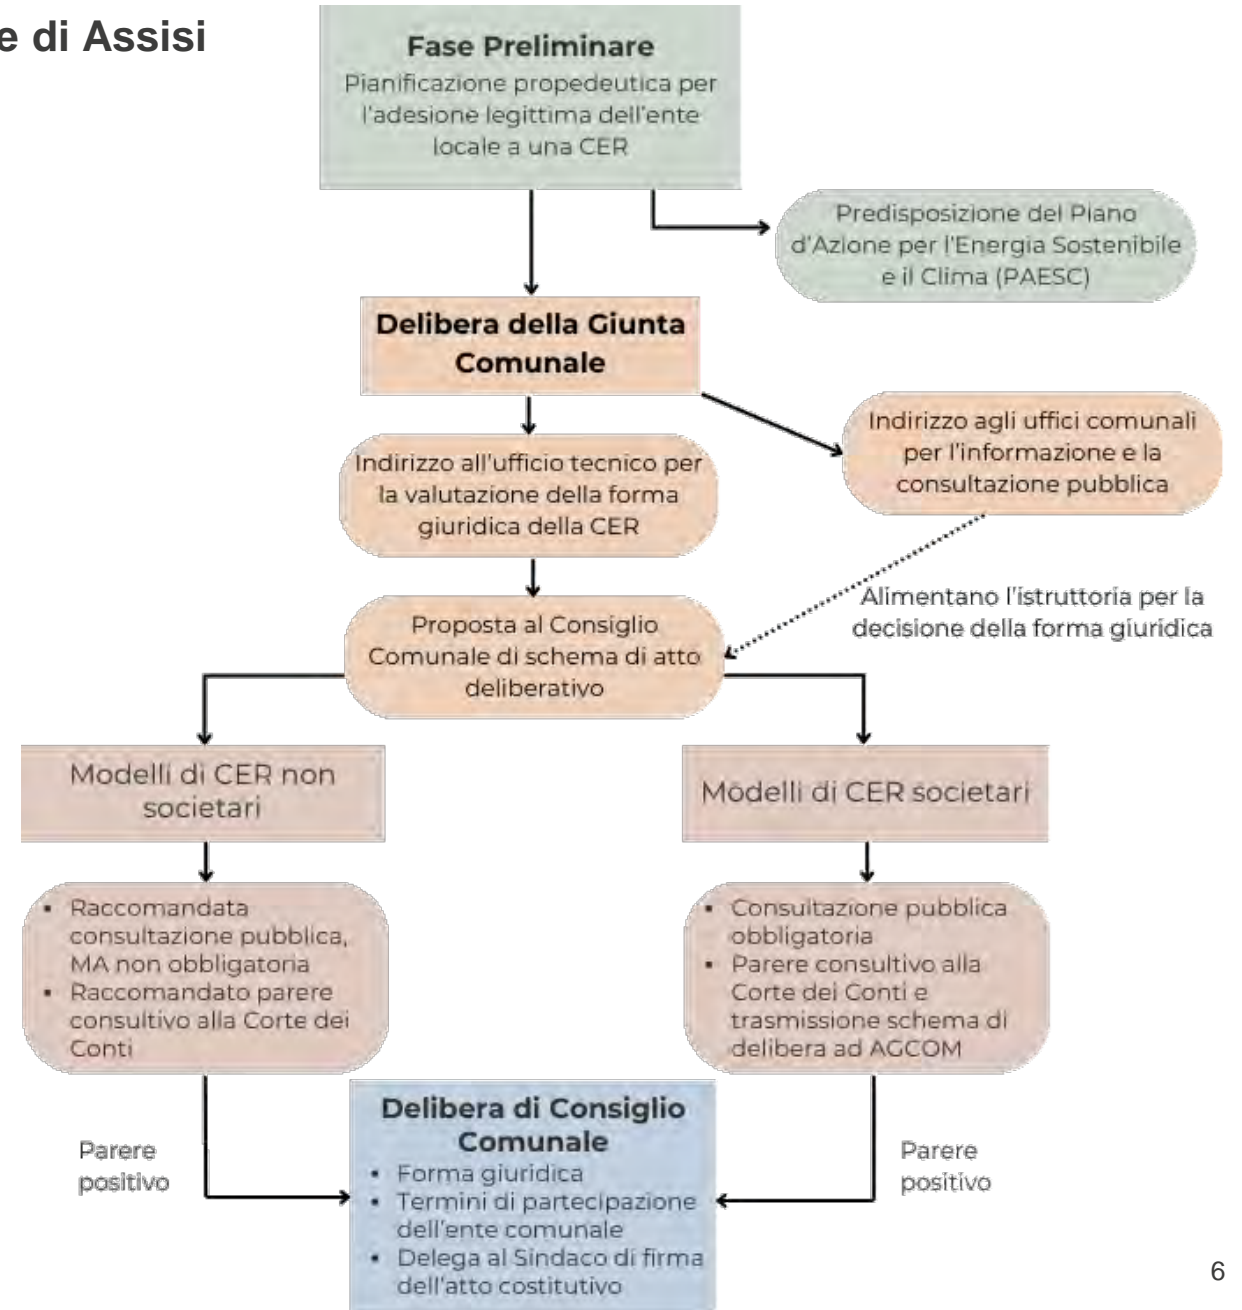 e di Assisi
Fase Preliminare
Pianificazione propedeutica per
l'adesione legittima dell'ente
locale a una CER
Predisposizione del Piano
d'Azione per l'Energia Sostenibile
e il Clima (PAESC)
Delibera della Giunta
Comunale
Indirizzo agli uffici comunali
per l'informazione e la
consultazione pubblica
Indirizzo all'ufficio tecnico per
la valutazione della forma
giuridica della CER
Alimentano l'istruttoria per la
decisione della forma giuridica
Proposta al Consiglio
Comunale di schema di atto
deliberativo
Modelli di CER non
societari
Modelli di CER societari
▪ Raccomandata
consultazione pubblica,
MA non obbligatoria
▪ Raccomandato parere
consultivo alla Corte dei
Conti
▪ Consultazione pubblica
obbligatoria
▪ Parere consultivo alla
Corte dei Conti e
trasmissione schema di
delibera ad AGCOM
Parere
positivo
Delibera di Consiglio
Comunale
▪ Forma giuridica
▪ Termini di partecipazione
dell'ente comunale
▪ Delega al Sindaco di firma
dell'atto costitutivo
Parere
positivo
6